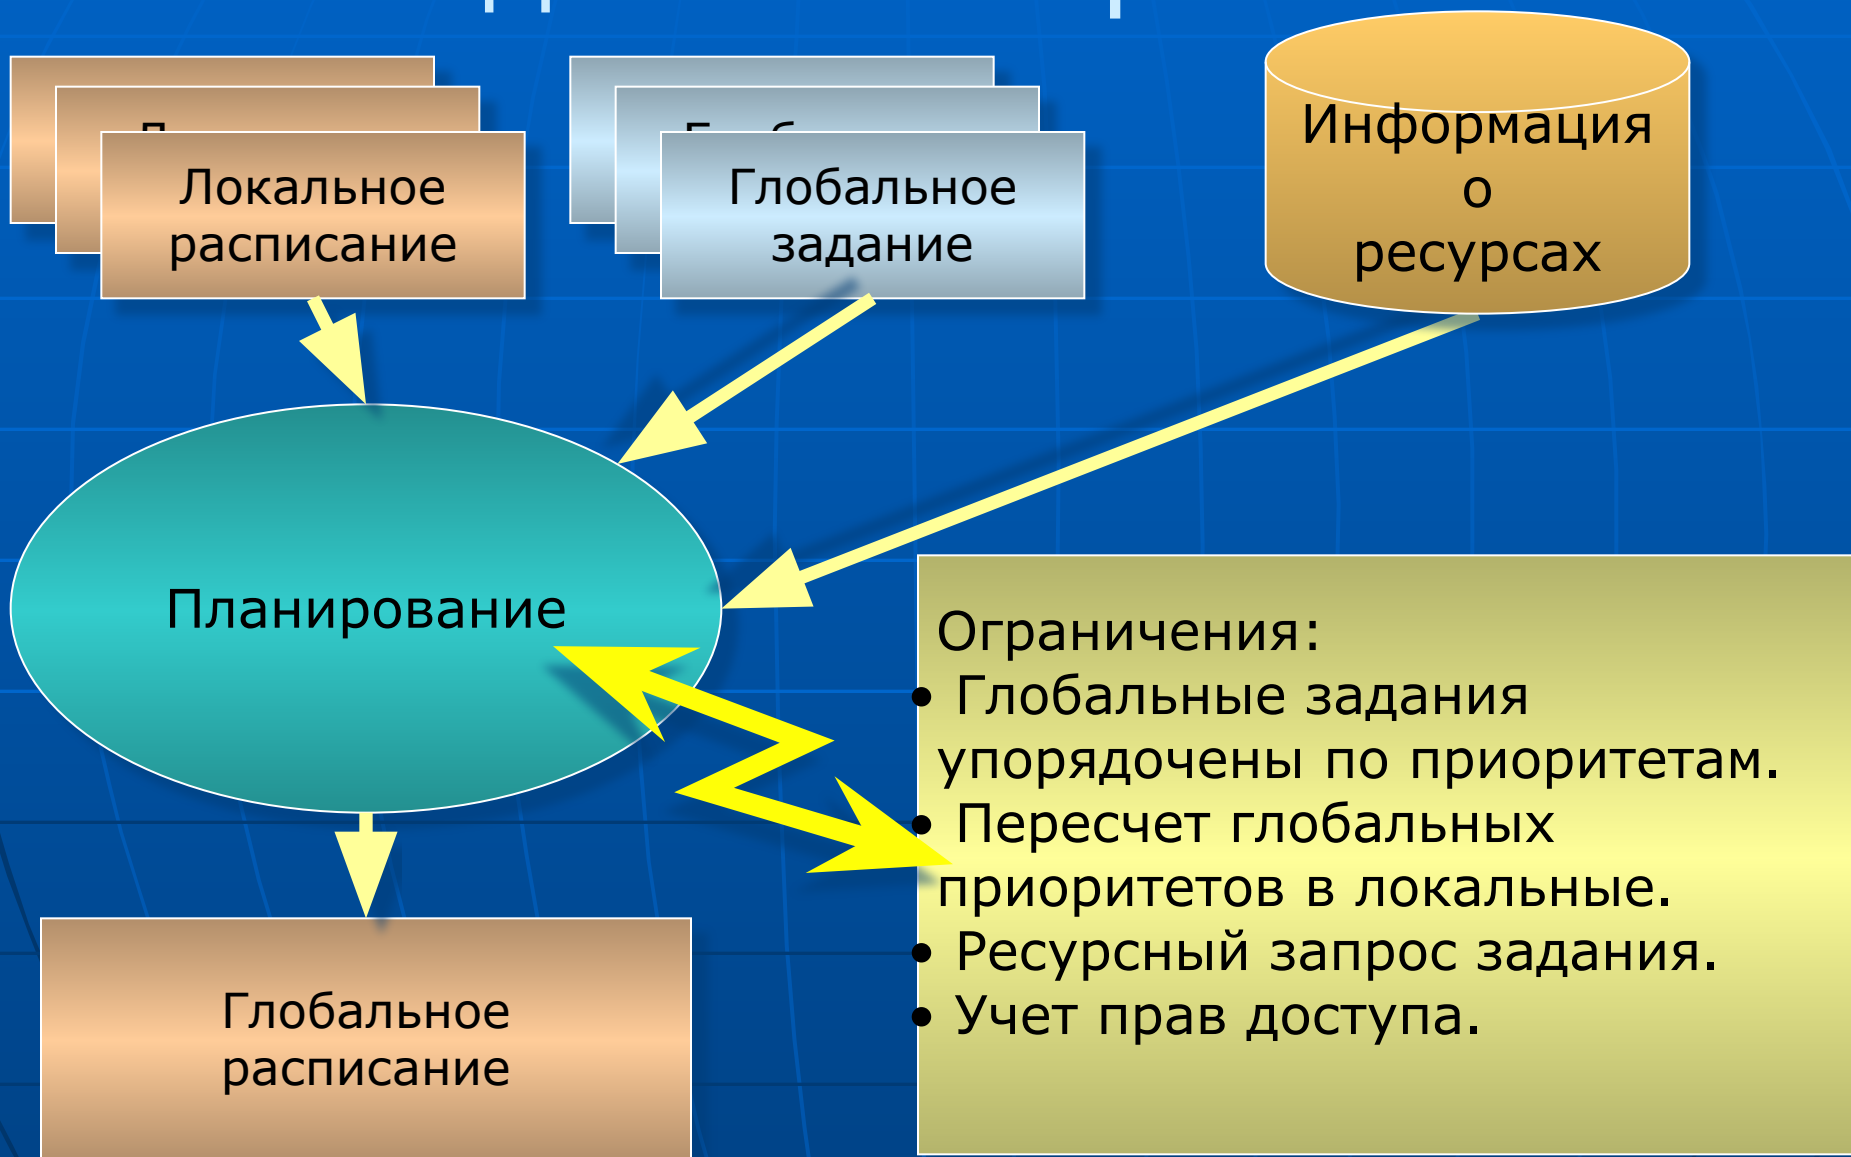 Локальное
расписание
Глобальное
задание
Информация
о
ресурсах
Планирование
Ограничения:
• Глобальные задания
упорядочены по приоритетам.
• Пересчет глобальных
приоритетов в локальные.
• Ресурсный запрос задания.
• Учет прав доступа.
Глобальное
расписание